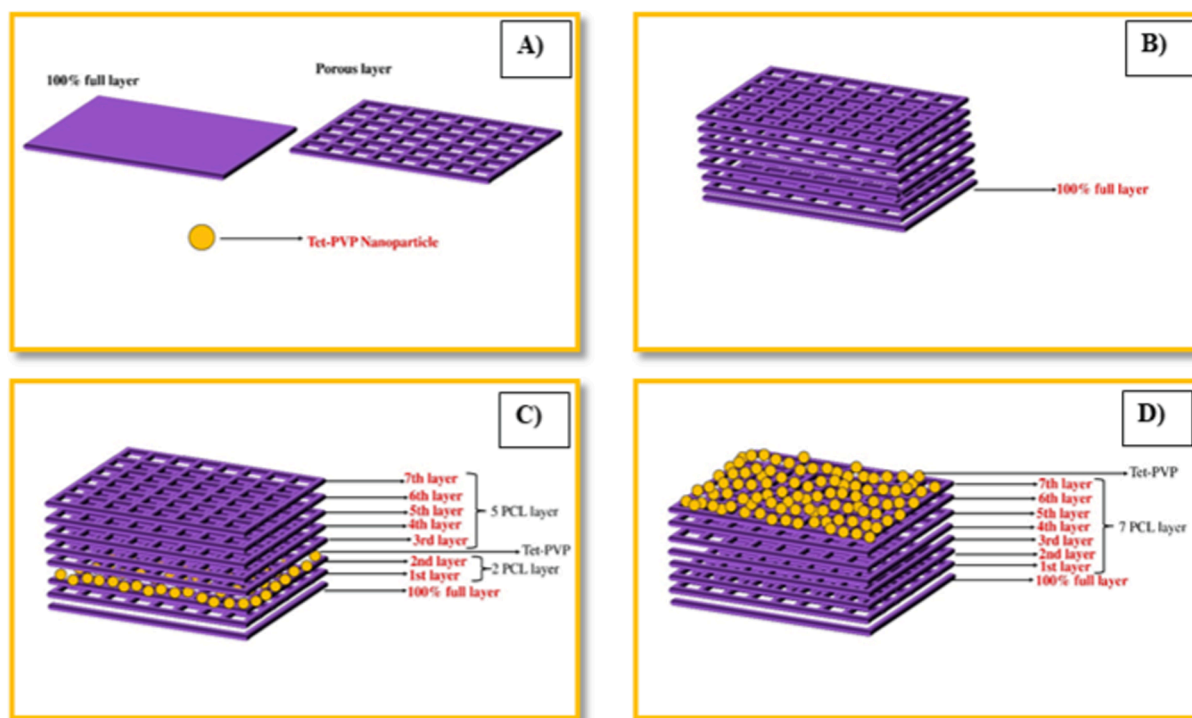 A)
100% full layer
Porous layer
Tet-PVP Nanoparticle
B)
100% full layer
C)
7th layer
6th layer
5th layer
4th layer
3rd layer
5 PCL layer
Tet-PVP
2nd layer
1st layer
2 PCL layer
100% full layer
D)
Tet-PVP
7th layer
6th layer
5th layer
4th layer
3rd layer
2nd layer
1st layer
7 PCL layer
100% full layer